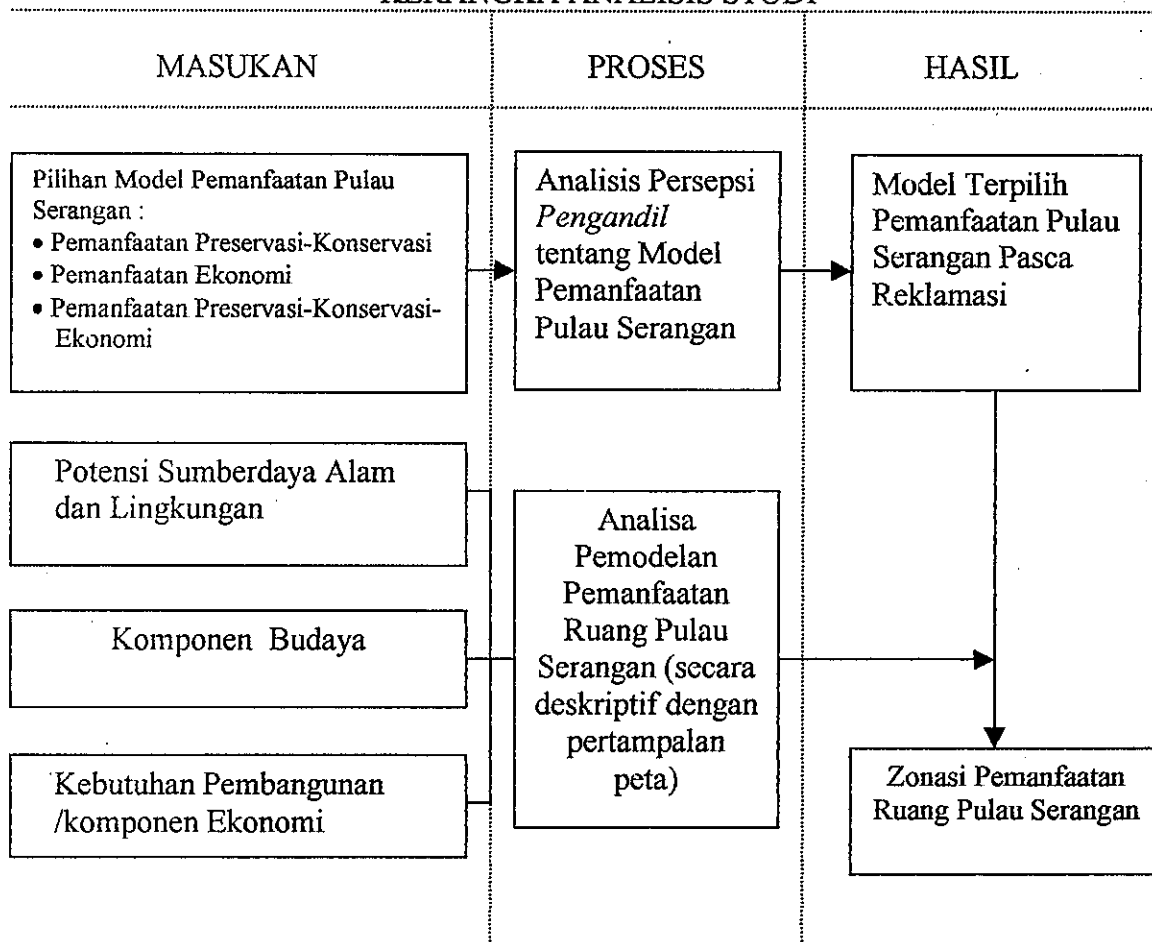 KERANGKA ANALISIS STUDI
MASUKAN
PROSES
HASIL
Pilihan Model Pemanfaatan Pulau
Serangan :
• Pemanfaatan Preservasi-Konservasi
• Pemanfaatan Ekonomi
• Pemanfaatan Preservasi-Konservasi-
Ekonomi
Analisis Persepsi
Pengandil
tentang Model
Pemanfaatan
Pulau Serangan
Model Terpilih
Pemanfaatan Pulau
Serangan Pasca
Reklamasi
Potensi Sumberdaya Alam
dan Lingkungan
Komponen Budaya
Kebutuhan Pembangunan
/komponen Ekonomi
Analisa
Pemodelan
Pemanfaatan
Ruang Pulau
Serangan (secara
deskriptif dengan
pertampalan
peta)
Zonasi Pemanfaatan
Ruang Pulau Serangan